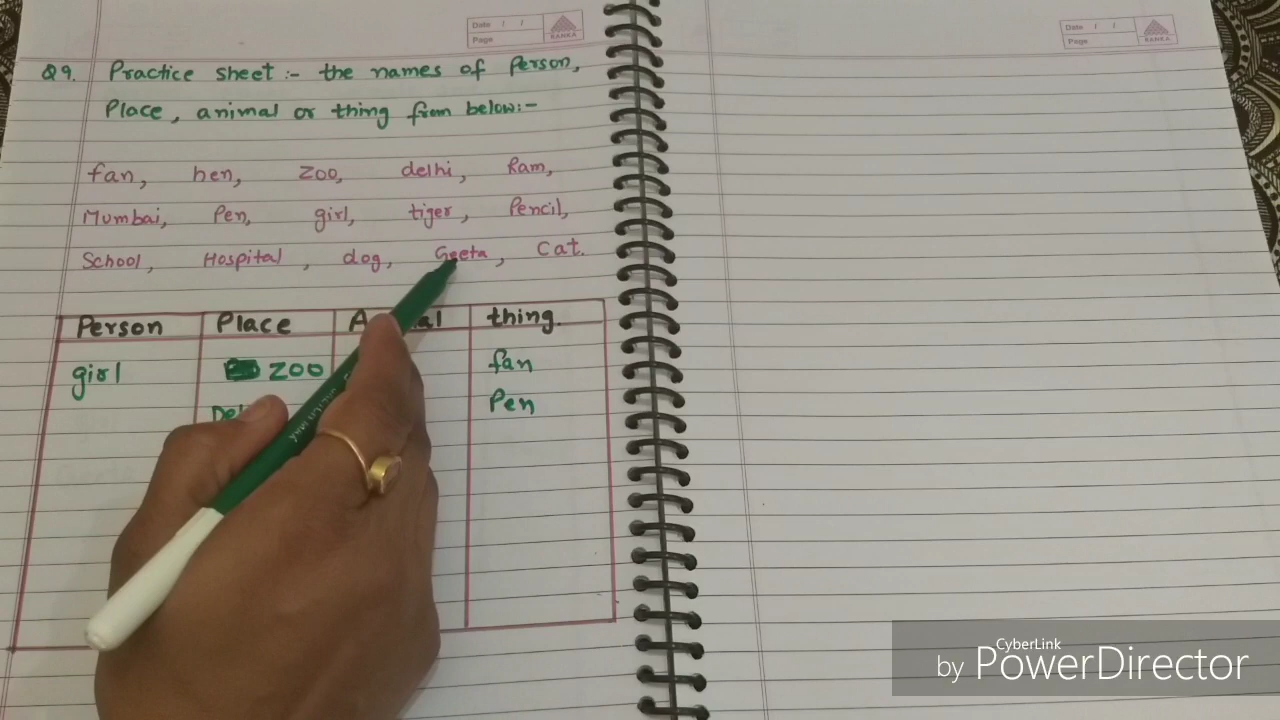 Date / /
Page
RANKA
Date / /
Page
RANKA
Q9. Practice sheet :- the names of Person,
Place, animal or thing from below:-
fan, hen, Zoo, delhi, Ram,
Mumbai, Pen, girl, tiger, Pencil,
School, Hospital, dog, Geeta, Cat.
Person Place thing.
girl ZOO fan
Pen
CyberLink
by PowerDirector